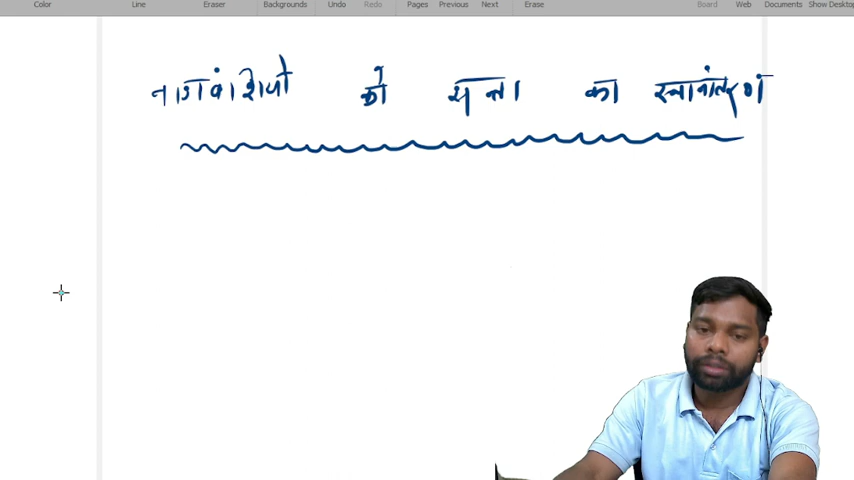 Color Line Eraser Backgrounds Undo Redo Pages Previous Next Erase Board Web Documents Show Desktop
नागवंशियों को सत्ता का स्थानांतरण